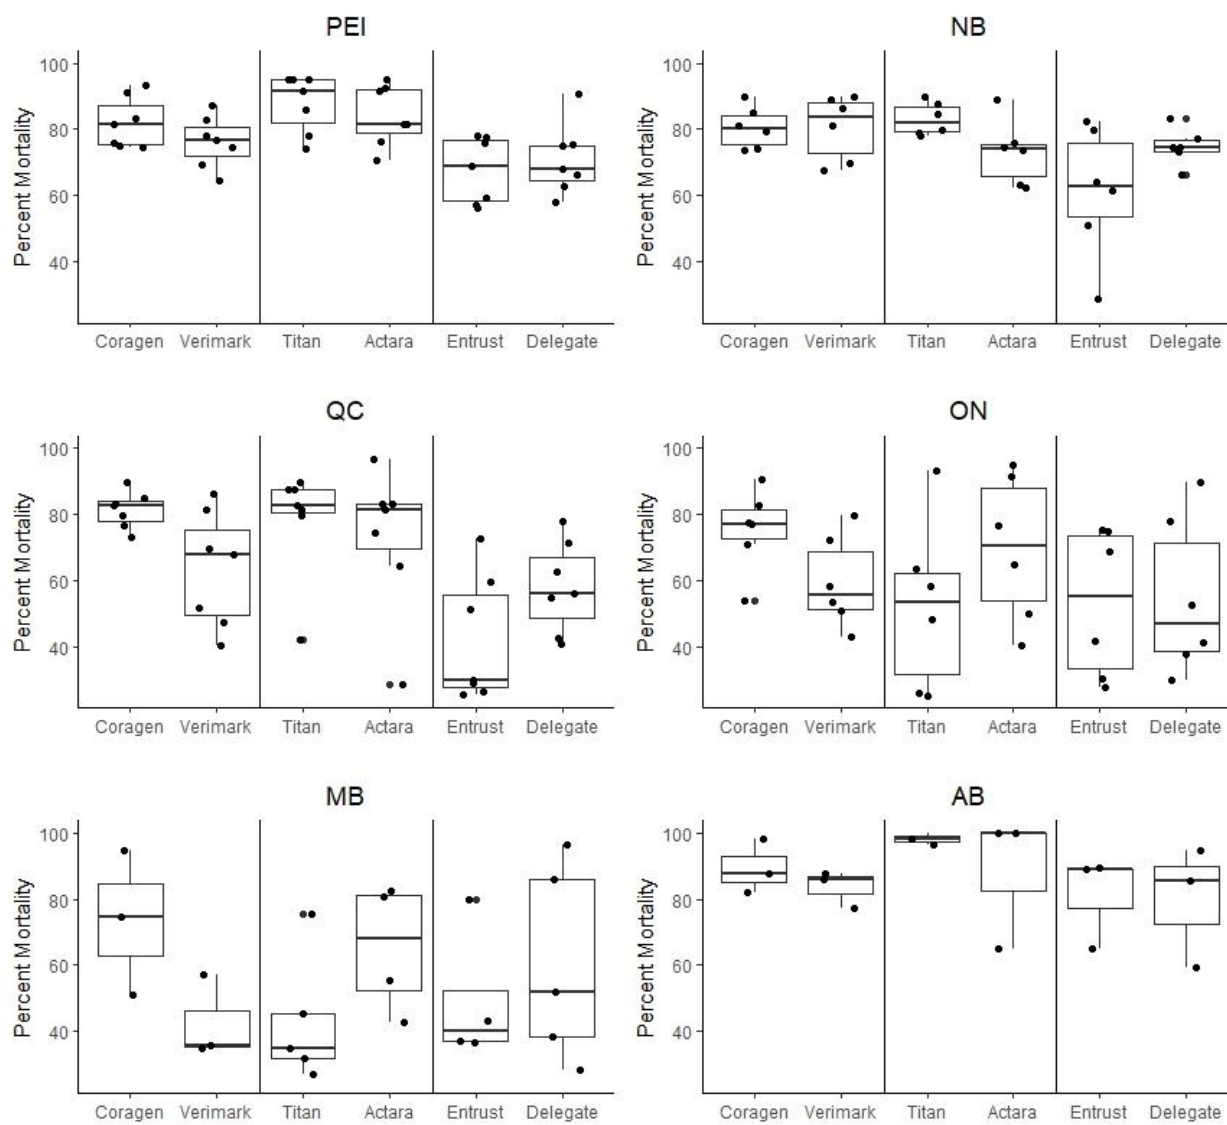 PEI
NB
Percent Mortality
100
80
60
40
Coragen Verimark Titan Actara Entrust Delegate
Percent Mortality
100
80
60
40
Coragen Verimark Titan Actara Entrust Delegate
QC
ON
Percent Mortality
100
80
60
40
Coragen Verimark Titan Actara Entrust Delegate
Percent Mortality
100
80
60
40
Coragen Verimark Titan Actara Entrust Delegate
MB
AB
Percent Mortality
100
80
60
40
Coragen Verimark Titan Actara Entrust Delegate
Percent Mortality
100
80
60
40
Coragen Verimark Titan Actara Entrust Delegate